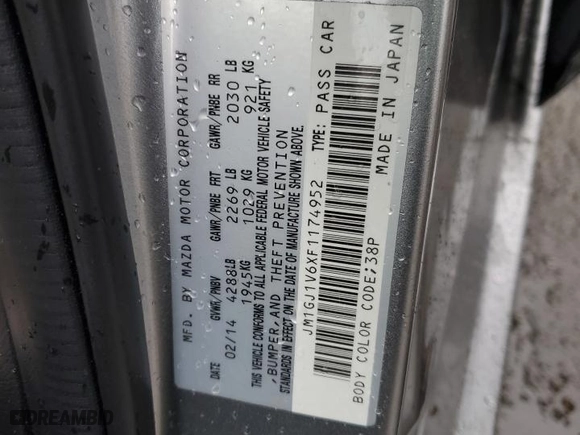 MFD. BY MAZDA MOTOR CORPORATION
GVWR/PNBV GAWR/PNBE FRT GAWR/PNBE RR
02/14 4288LB 2269 LB 2030 LB
1945KG 1029 KG 921 KG
THIS VEHICLE CONFORMS TO ALL APPLICABLE FEDERAL MOTOR VEHICLE SAFETY
,BUMPER,AND THEFT PREVENTION
STANDARDS IN EFFECT ON THE DATE OF MANUFACTURE SHOWN ABOVE.
JM1GJ1V6XF1174952 TYPE: PASS CAR
BODY COLOR CODE;38P MADE IN JAPAN
DREAMBID